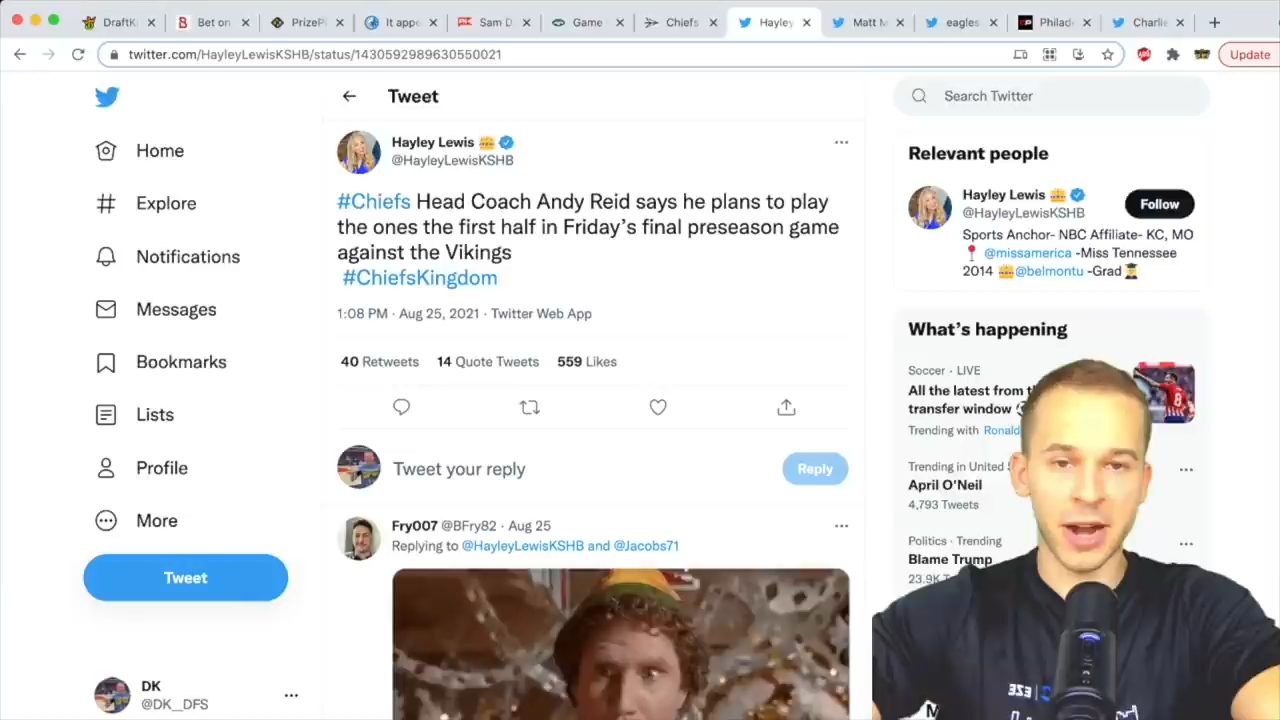 DraftK
Bet on
PrizePi
It appe
Sam D
Game
Chiefs
Hayley
Matt M
eagles
Philad
Charlie
twitter.com/HayleyLewisKSHB/status/1430592989630550021
Update
Tweet
Search Twitter
Home
Explore
Notifications
Messages
Bookmarks
Lists
Profile
More
Tweet
DK
@DK__DFS
Hayley Lewis
@HayleyLewisKSHB
#Chiefs Head Coach Andy Reid says he plans to play
the ones the first half in Friday's final preseason game
against the Vikings
#ChiefsKingdom
1:08 PM · Aug 25, 2021 · Twitter Web App
40 Retweets 14 Quote Tweets 559 Likes
Tweet your reply
Reply
Fry007 @BFry82 · Aug 25
Replying to @HayleyLewisKSHB and @Jacobs71
Relevant people
Hayley Lewis
@HayleyLewisKSHB
Follow
Sports Anchor- NBC Affiliate- KC, MO
@missamerica -Miss Tennessee
2014 @belmontu -Grad
What's happening
Soccer · LIVE
All the latest from
transfer window
Trending with Ronald
Trending in United
April O'Neil
4,793 Tweets
Politics · Trending
Blame Trump
23.9K